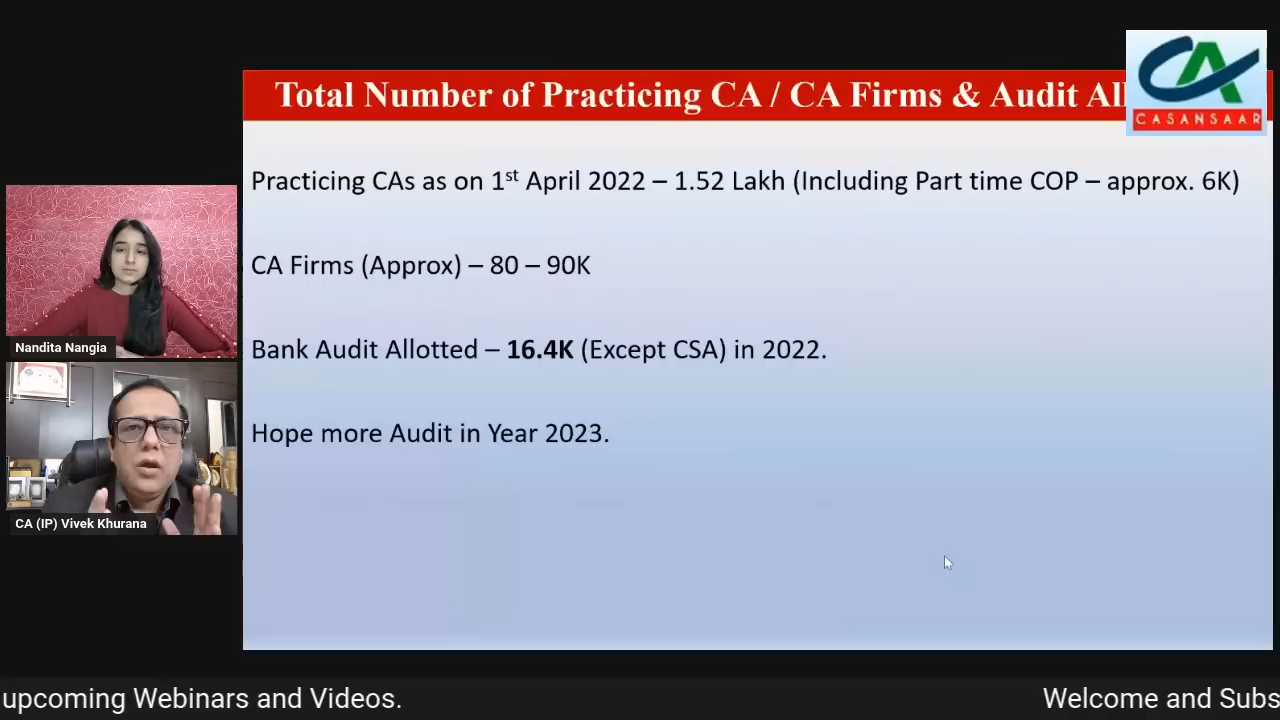 Total Number of Practicing CA / CA Firms & Audit All
CA
CASANSAAR
Practicing CAs as on 1st April 2022 – 1.52 Lakh (Including Part time COP – approx. 6K)
CA Firms (Approx) – 80 – 90K
Bank Audit Allotted – 16.4K (Except CSA) in 2022.
Hope more Audit in Year 2023.
Nandita Nangia
CA (IP) Vivek Khurana
upcoming Webinars and Videos.
Welcome and Subs